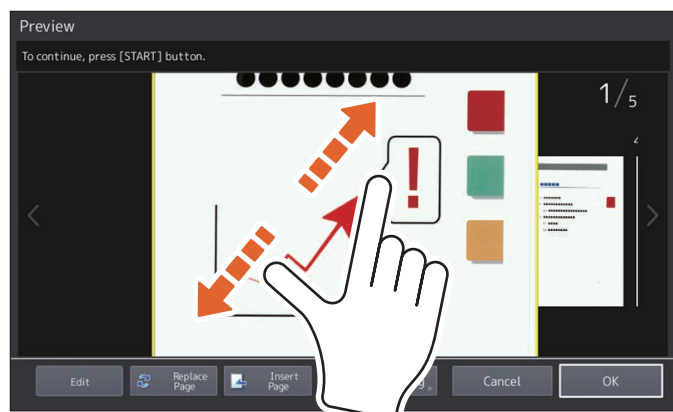 Preview
To continue, press [START] button.
1/5
!
Edit
Replace
Page
Insert
Page
Cancel
OK